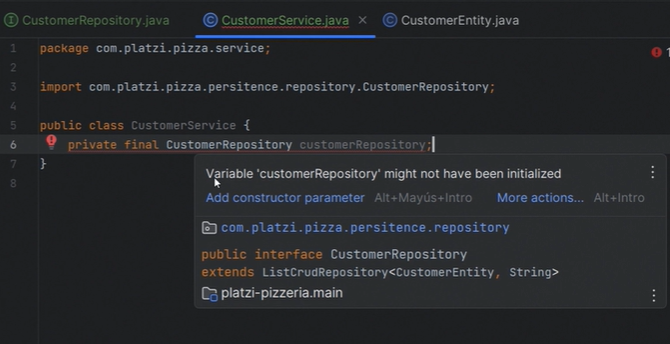 CustomerRepository.java
CustomerService.java
CustomerEntity.java
1 package com.platzi.pizza.service;
2
3 import com.platzi.pizza.persitence.repository.CustomerRepository;
4
5 public class CustomerService {
6 private final CustomerRepository customerRepository;
7 }
8
1
Variable 'customerRepository' might not have been initialized
Add constructor parameter Alt+Mayús+Intro More actions... Alt+Intro
com.platzi.pizza.persitence.repository
public interface CustomerRepository
extends ListCrudRepository<CustomerEntity, String>
platzi-pizzeria.main